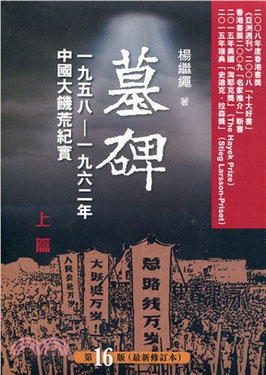 二〇〇八年度香港書獎
《亞洲週刊》二〇〇八「十大好書」
香港書展二〇〇九「名家推介」新書
二〇一三年美國「海耶克獎」（The Hayek Prize）
二〇一五年瑞典「史迪克．拉森獎」（Stieg Larsson-Priset）
楊繼繩 著
墓碑
一九五八—一九六二年
中國大饑荒紀實
上篇
总路线万岁
大跃进万岁
人民公社万岁
第16版（最新修訂本）